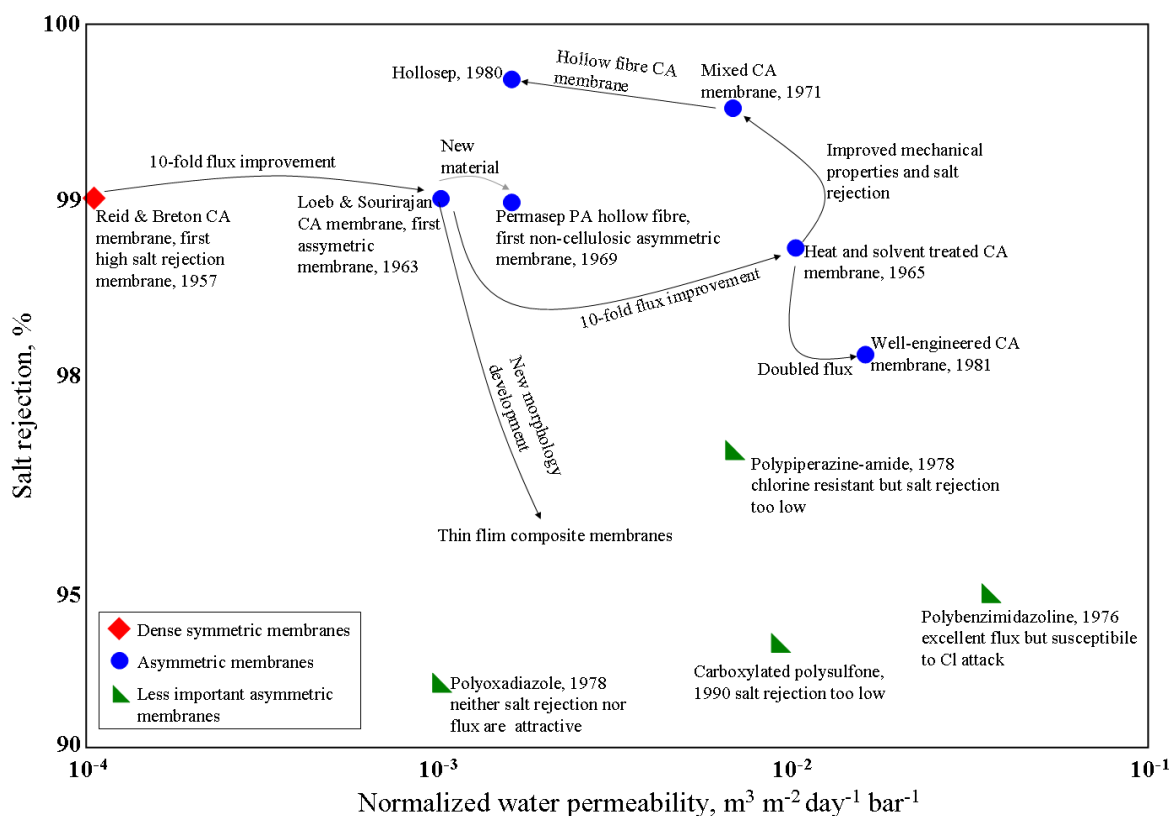 100
Hollosep, 1980
Hollow fibre CA
membrane
Mixed CA
membrane, 1971
10-fold flux improvement
New
material
Improved mechanical
properties and salt
rejection
99
Reid & Breton CA
membrane, first
high salt rejection
membrane, 1957
Loeb & Sourirajan
CA membrane, first
assymetric
membrane, 1963
Permasep PA hollow fibre,
first non-cellulosic asymmetric
membrane, 1969
Heat and solvent treated CA
membrane, 1965
10-fold flux improvement
Well-engineered CA
membrane, 1981
Doubled flux
98
New morphology
development
Polypiperazine-amide, 1978
chlorine resistant but salt rejection
too low
Thin flim composite membranes
95
Polybenzimidazoline, 1976
excellent flux but susceptibile
to Cl attack
Carboxylated polysulfone,
1990 salt rejection too low
Polyoxadiazole, 1978
neither salt rejection nor
flux are attractive
Dense symmetric membranes
Asymmetric membranes
Less important asymmetric
membranes
90
Salt rejection, %
10⁻⁴
10⁻³
10⁻²
10⁻¹
Normalized water permeability, m³ m⁻² day⁻¹ bar⁻¹